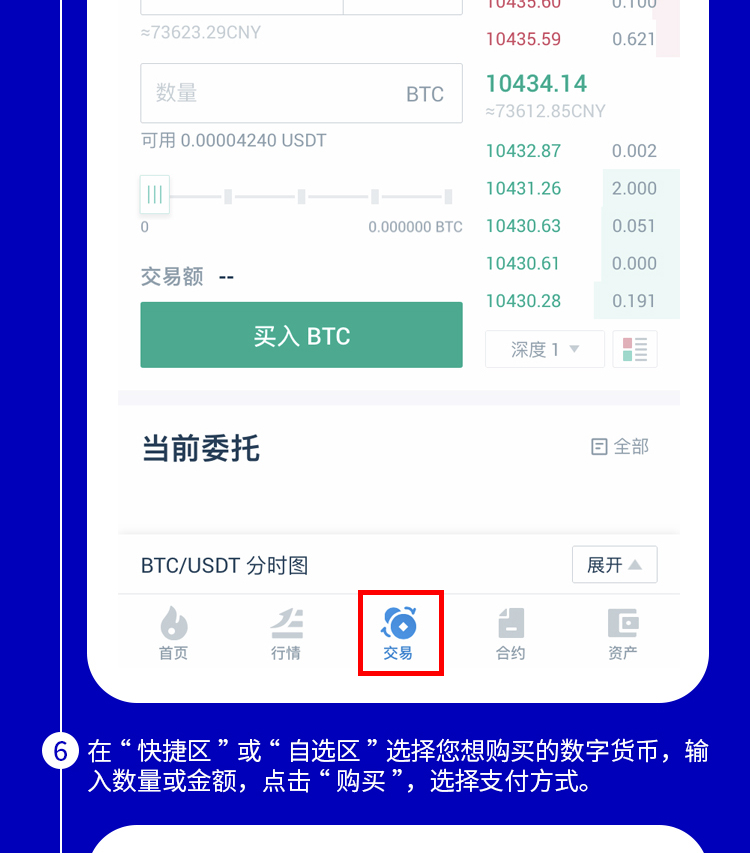 10435.60 0.100
≈73623.29CNY
10435.59 0.621
数量 BTC
10434.14
≈73612.85CNY
可用 0.00004240 USDT
10432.87 0.002
10431.26 2.000
0 0.000000 BTC
10430.63 0.051
10430.61 0.000
交易额 --
10430.28 0.191
买入 BTC
深度 1
当前委托
全部
BTC/USDT 分时图
展开
首页 行情 交易 合约 资产
6 在“快捷区”或“自选区”选择您想购买的数字货币，输
入数量或金额，点击“购买”，选择支付方式。